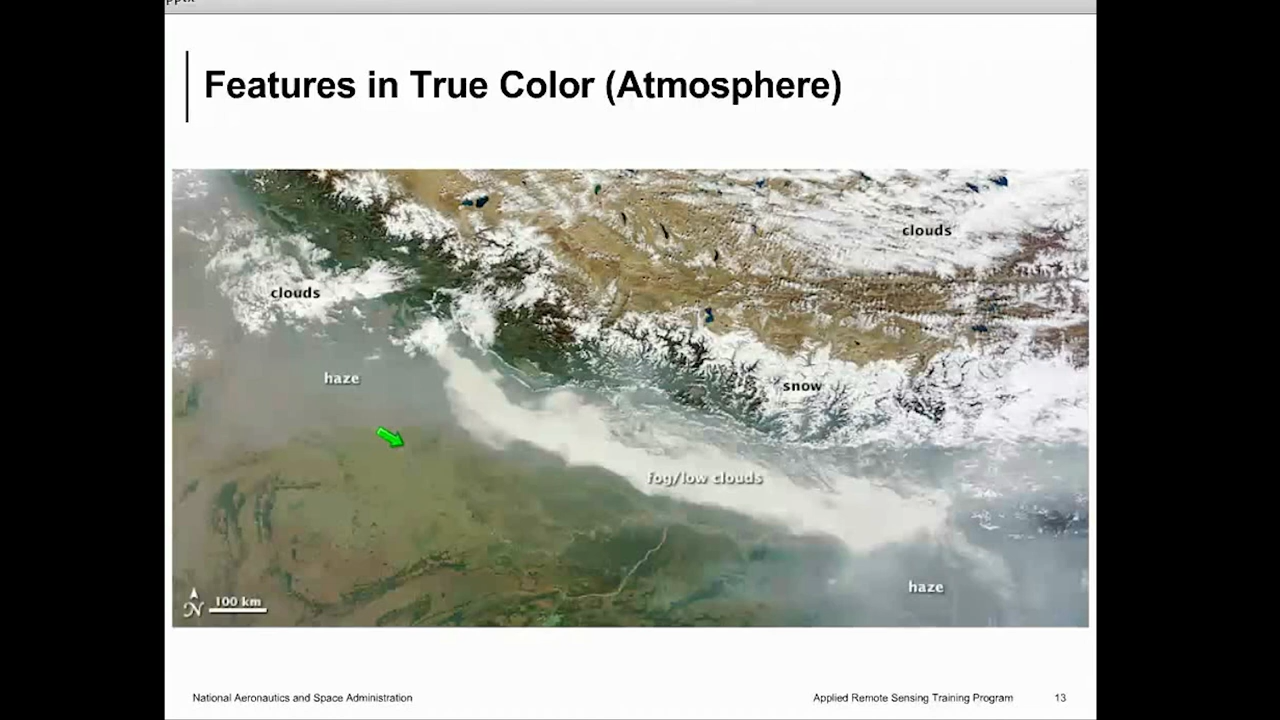 pptx
Features in True Color (Atmosphere)
clouds
clouds
haze
snow
fog/low clouds
haze
N
100 km
National Aeronautics and Space Administration
Applied Remote Sensing Training Program
13